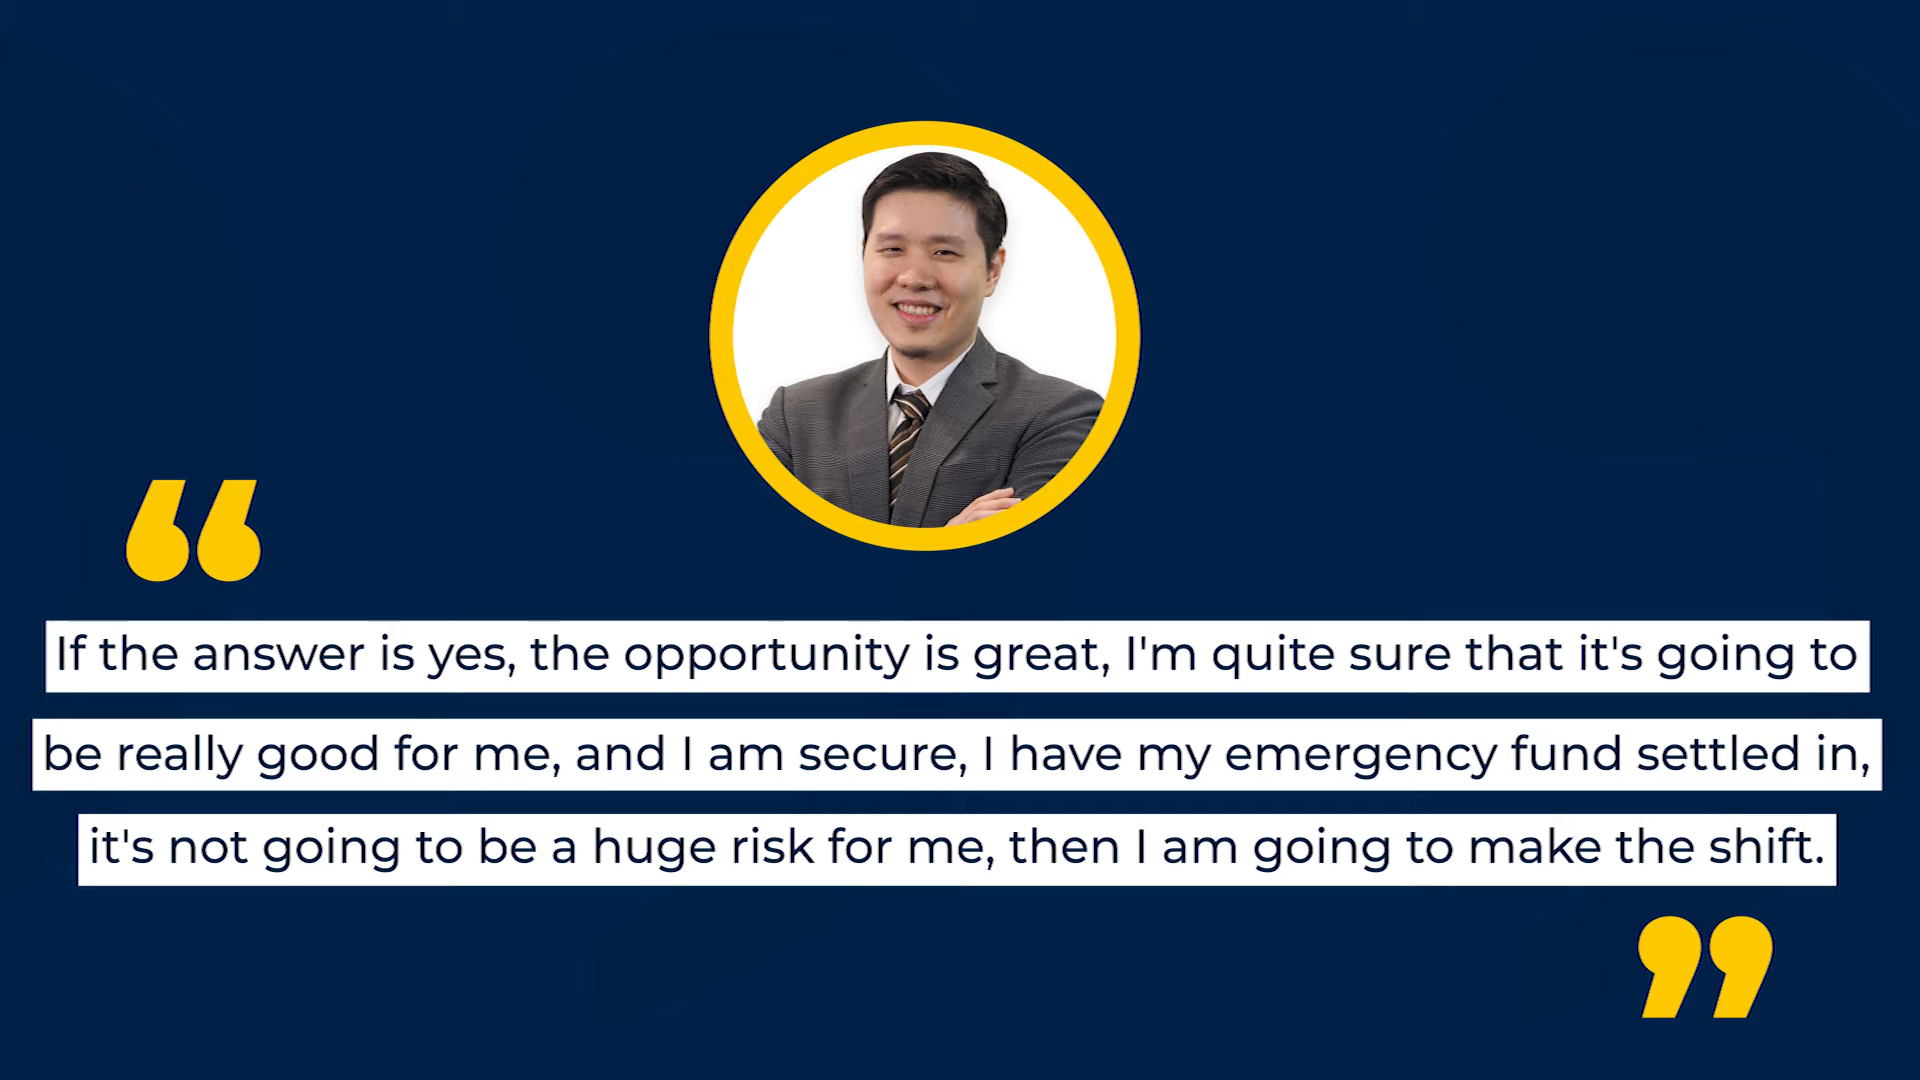 “
If the answer is yes, the opportunity is great, I'm quite sure that it's going to
be really good for me, and I am secure, I have my emergency fund settled in,
it's not going to be a huge risk for me, then I am going to make the shift.
”